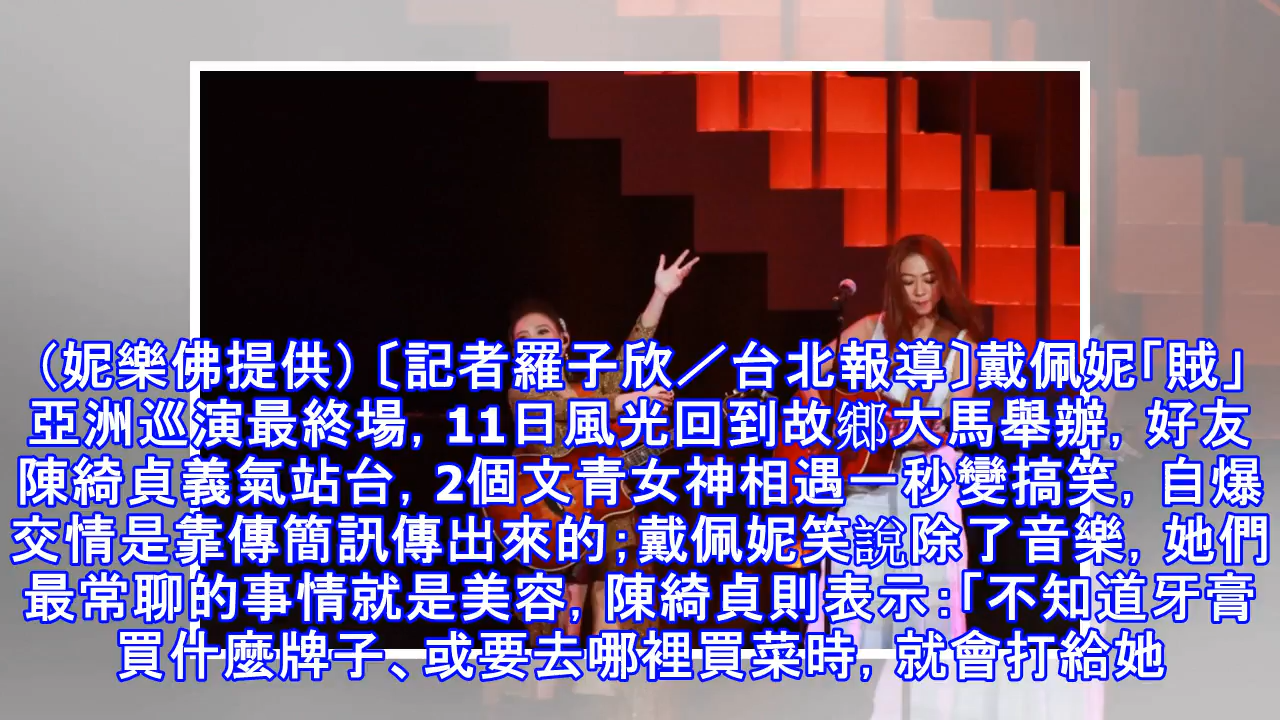 (妮樂佛提供)〔記者羅子欣／台北報導〕戴佩妮「賊」
亞洲巡演最終場, 11日風光回到故鄉大馬舉辦, 好友
陳綺貞義氣站台, 2個文青女神相遇一秒變搞笑, 自爆
交情是靠傳簡訊傳出來的;戴佩妮笑說除了音樂, 她們
最常聊的事情就是美容, 陳綺貞則表示:「不知道牙膏
買什麼牌子、或要去哪裡買菜時, 就會打給她